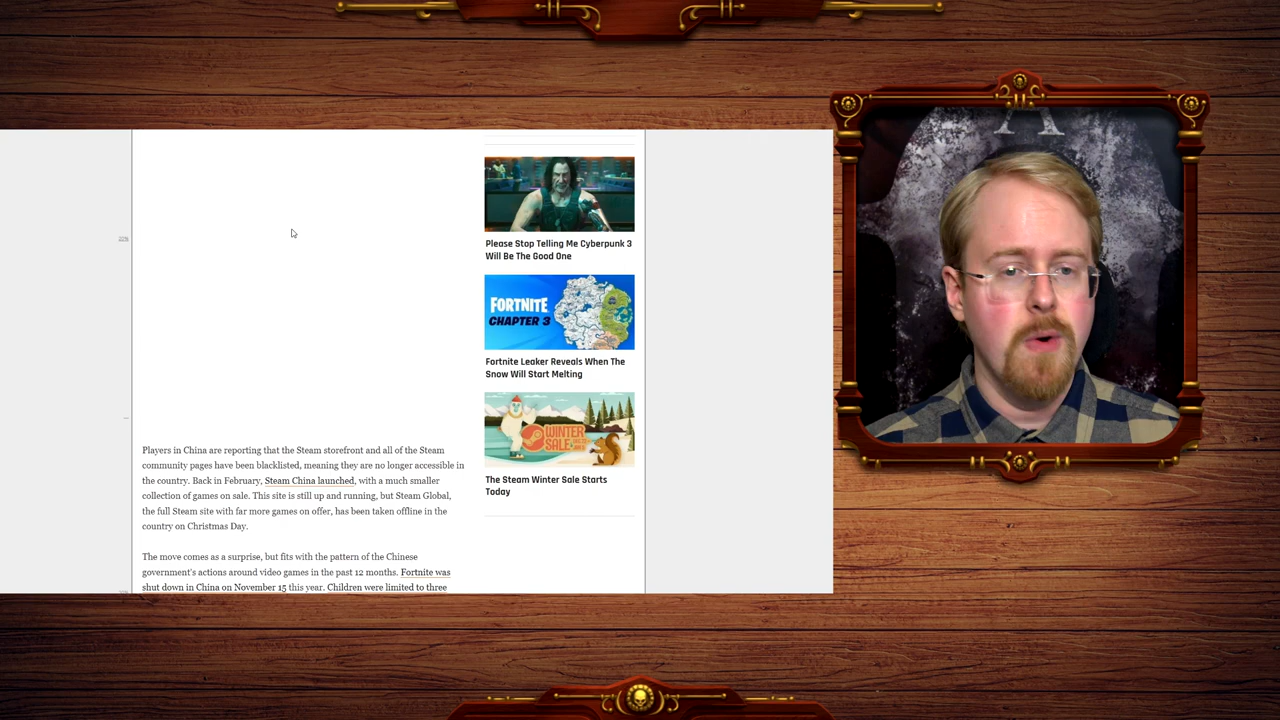 Players in China are reporting that the Steam storefront and all of the Steam
community pages have been blacklisted, meaning they are no longer accessible in
the country. Back in February, Steam China launched, with a much smaller
collection of games on sale. This site is still up and running, but Steam Global,
the full Steam site with far more games on offer, has been taken offline in the
country on Christmas Day.
The move comes as a surprise, but fits with the pattern of the Chinese
government's actions around video games in the past 12 months. Fortnite was
shut down in China on November 15 this year. Children were limited to three
Please Stop Telling Me Cyberpunk 3
Will Be The Good One
FORTNITE
CHAPTER 3
Fortnite Leaker Reveals When The
Snow Will Start Melting
WINTER
SALE
The Steam Winter Sale Starts
Today